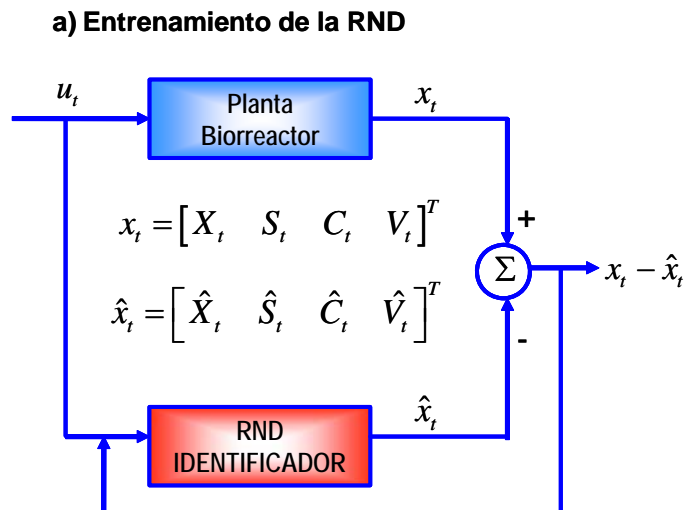 a) Entrenamiento de la RND
u_t
Planta
Biorreactor
x_t
x_t = [X_t S_t C_t V_t]^T
+
Σ
x_t − x̂_t
x̂_t = [X̂_t Ŝ_t Ĉ_t V̂_t]^T
-
RND
IDENTIFICADOR
x̂_t